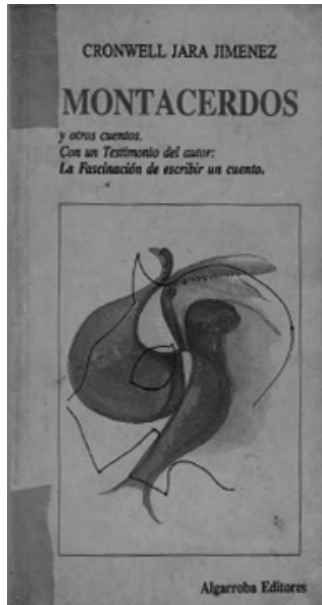 CRONWELL JARA JIMENEZ
MONTACERDOS
y otros cuentos.
Con un Testimonio del autor:
La Fascinación de escribir un cuento.
Algarroba Editores